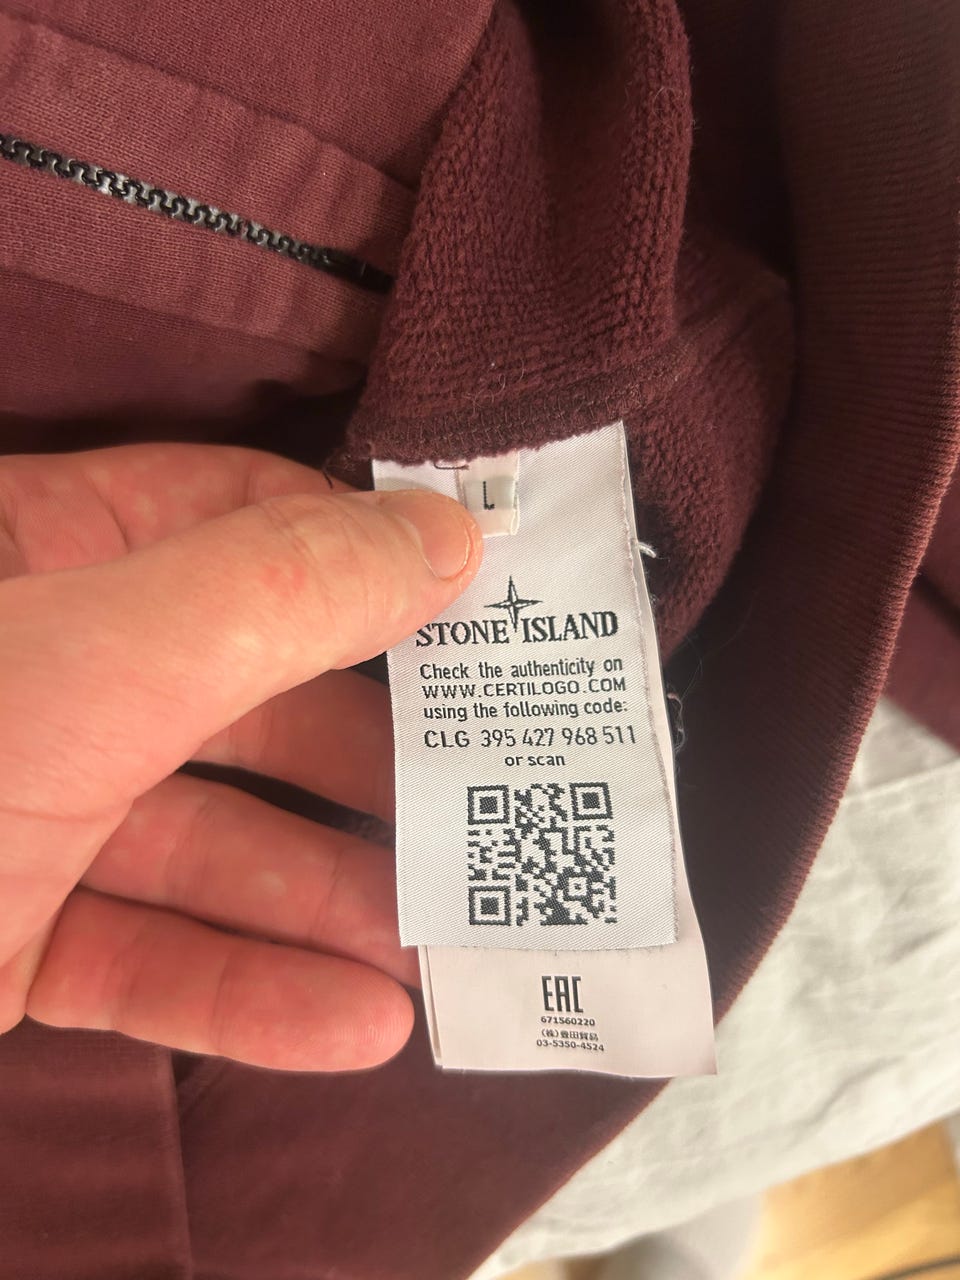 L
STONE ISLAND
Check the authenticity on
WWW.CERTILOGO.COM
using the following code:
CLG 395 427 968 511
or scan
EAC
671560220
(株)豊田貿易
03-5350-4524